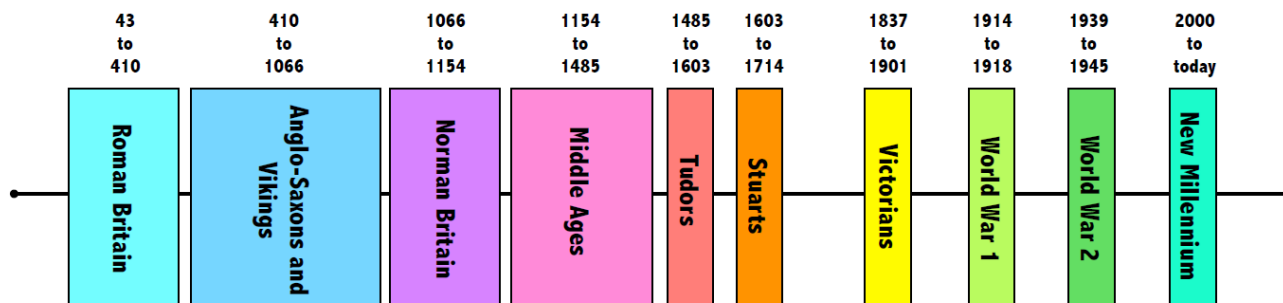 43
to
410
410
to
1066
1066
to
1154
1154
to
1485
1485
to
1603
1603
to
1714
1837
to
1901
1914
to
1918
1939
to
1945
2000
to
today
Roman Britain
Anglo-Saxons and
Vikings
Norman Britain
Middle Ages
Tudors
Stuarts
Victorians
World War 1
World War 2
New Millennium